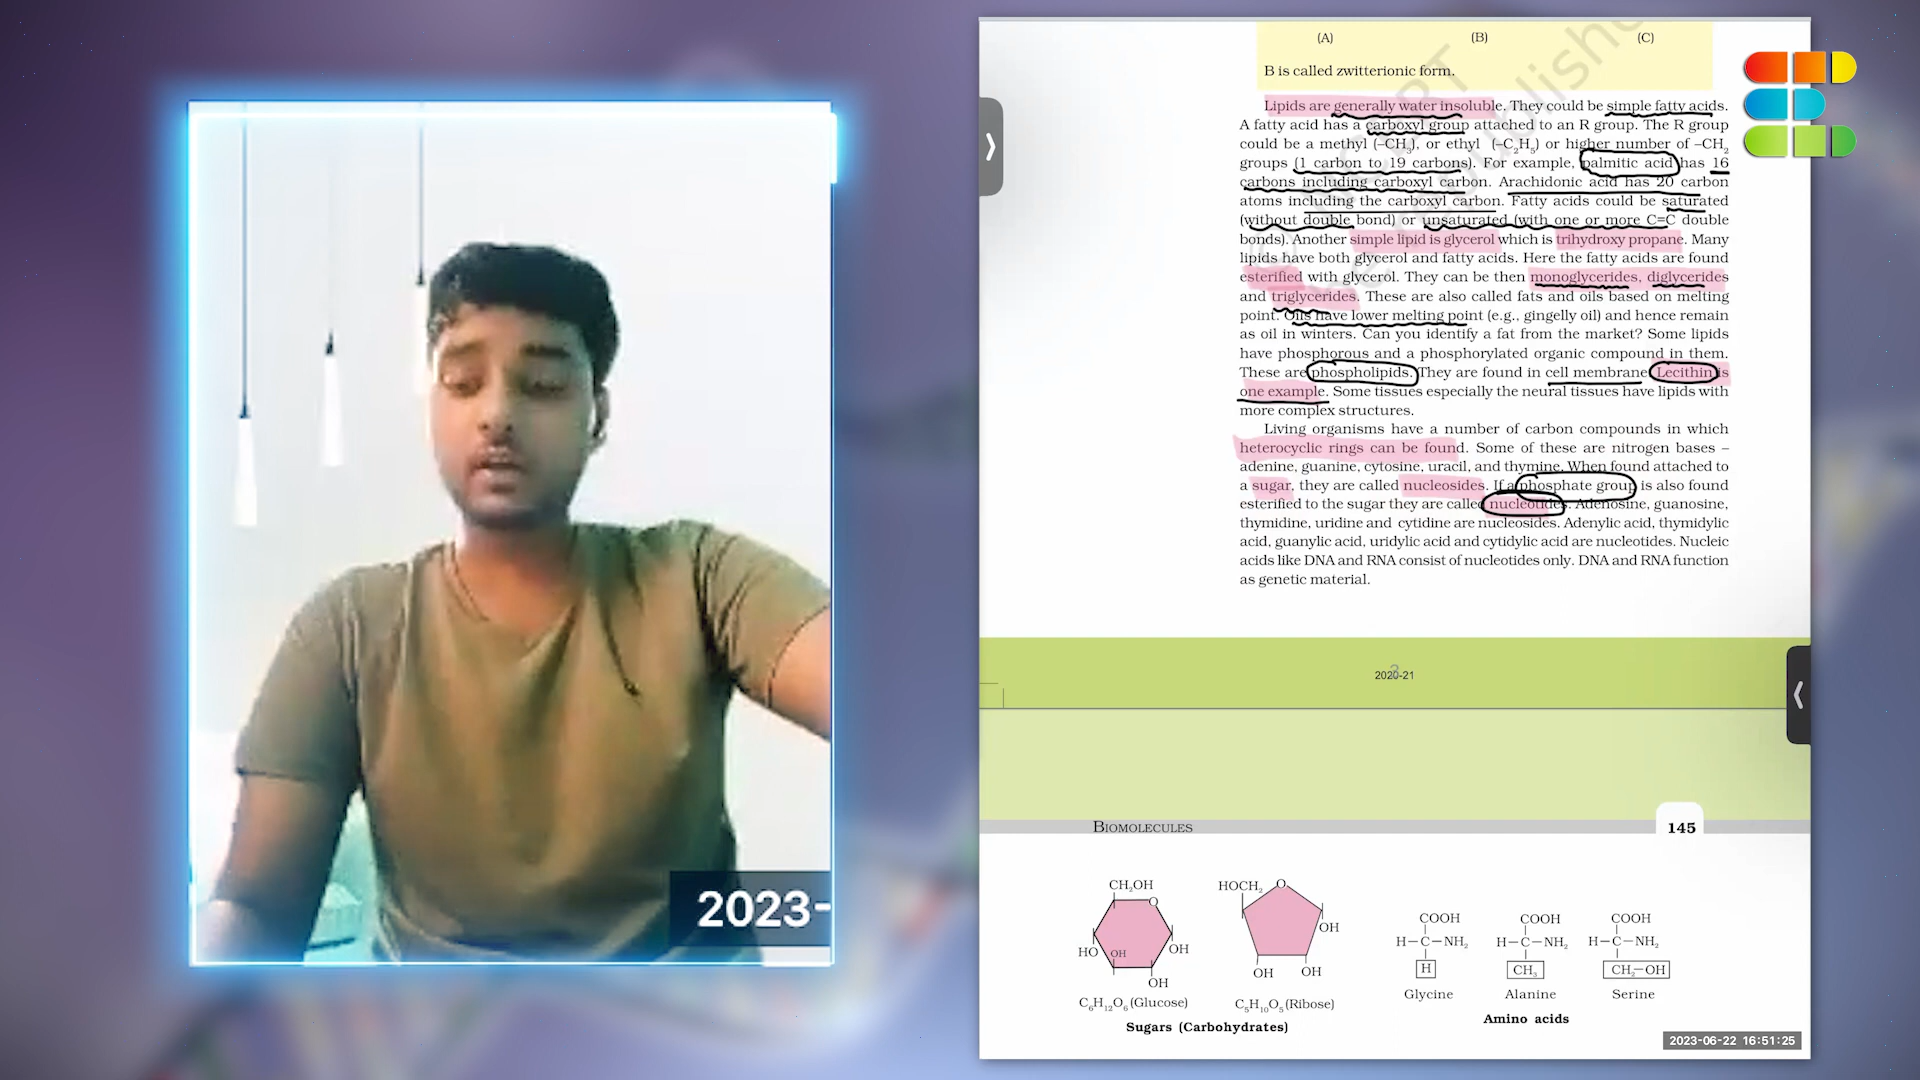 (A) (B) (C)
B is called zwitterionic form.
Lipids are generally water insoluble. They could be simple fatty acids.
A fatty acid has a carboxyl group attached to an R group. The R group
could be a methyl (–CH₃), or ethyl (–C₂H₅) or higher number of –CH₂
groups (1 carbon to 19 carbons). For example, palmitic acid has 16
carbons including carboxyl carbon. Arachidonic acid has 20 carbon
atoms including the carboxyl carbon. Fatty acids could be saturated
(without double bond) or unsaturated (with one or more C=C double
bonds). Another simple lipid is glycerol which is trihydroxy propane. Many
lipids have both glycerol and fatty acids. Here the fatty acids are found
esterified with glycerol. They can be then monoglycerides, diglycerides
and triglycerides. These are also called fats and oils based on melting
point. Oils have lower melting point (e.g., gingelly oil) and hence remain
as oil in winters. Can you identify a fat from the market? Some lipids
have phosphorous and a phosphorylated organic compound in them.
These are phospholipids. They are found in cell membrane. Lecithin is
one example. Some tissues especially the neural tissues have lipids with
more complex structures.
Living organisms have a number of carbon compounds in which
heterocyclic rings can be found. Some of these are nitrogen bases –
adenine, guanine, cytosine, uracil, and thymine. When found attached to
a sugar, they are called nucleosides. If a phosphate group is also found
esterified to the sugar they are called nucleotides. Adenosine, guanosine,
thymidine, uridine and cytidine are nucleosides. Adenylic acid, thymidylic
acid, guanylic acid, uridylic acid and cytidylic acid are nucleotides. Nucleic
acids like DNA and RNA consist of nucleotides only. DNA and RNA function
as genetic material.
2020-21
BIOMOLECULES 145
CH₂OH O HO OH OH OH
HOCH₂ O OH OH OH
COOH COOH COOH
H–C–NH₂ H–C–NH₂ H–C–NH₂
H CH₃ CH₂–OH
Glycine Alanine Serine
C₆H₁₂O₆ (Glucose) C₅H₁₀O₅ (Ribose)
Sugars (Carbohydrates) Amino acids
2023-
2023-06-22 16:51:25